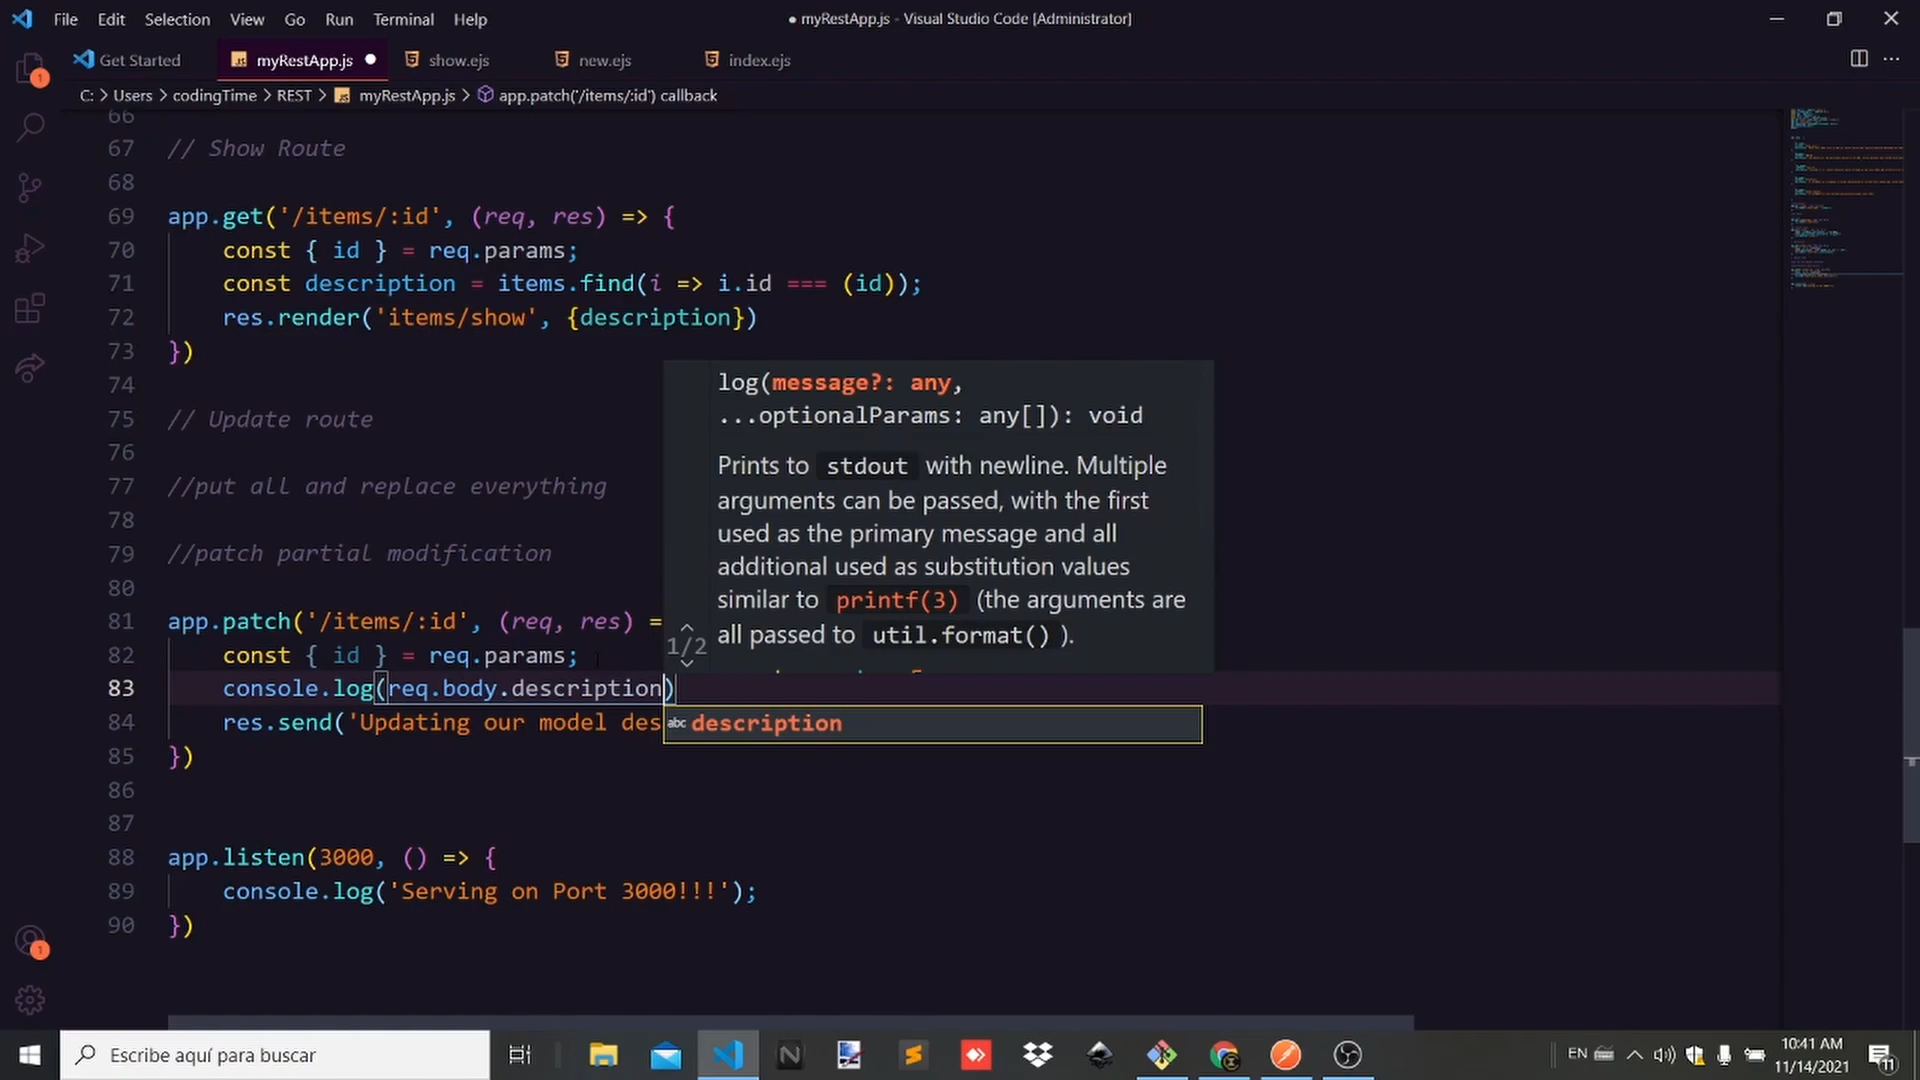 File Edit Selection View Go Run Terminal Help
● myRestApp.js - Visual Studio Code [Administrator]
Get Started
myRestApp.js
show.ejs
new.ejs
index.ejs
C: > Users > codingTime > REST > myRestApp.js > app.patch('/items/:id') callback
66
67 // Show Route
68
69 app.get('/items/:id', (req, res) => {
70 const { id } = req.params;
71 const description = items.find(i => i.id === (id));
72 res.render('items/show', {description})
73 })
74
75 // Update route
76
77 //put all and replace everything
78
79 //patch partial modification
80
81 app.patch('/items/:id', (req, res) =
82 const { id } = req.params;
83 console.log(req.body.description)
84 res.send('Updating our model des
85 })
86
87
88 app.listen(3000, () => {
89 console.log('Serving on Port 3000!!!');
90 })
log(message?: any,
...optionalParams: any[]): void
Prints to stdout with newline. Multiple
arguments can be passed, with the first
used as the primary message and all
additional used as substitution values
similar to printf(3) (the arguments are
all passed to util.format() ).
1/2
abc description
1
1
Escribe aquí para buscar
EN
10:41 AM
11/14/2021
11